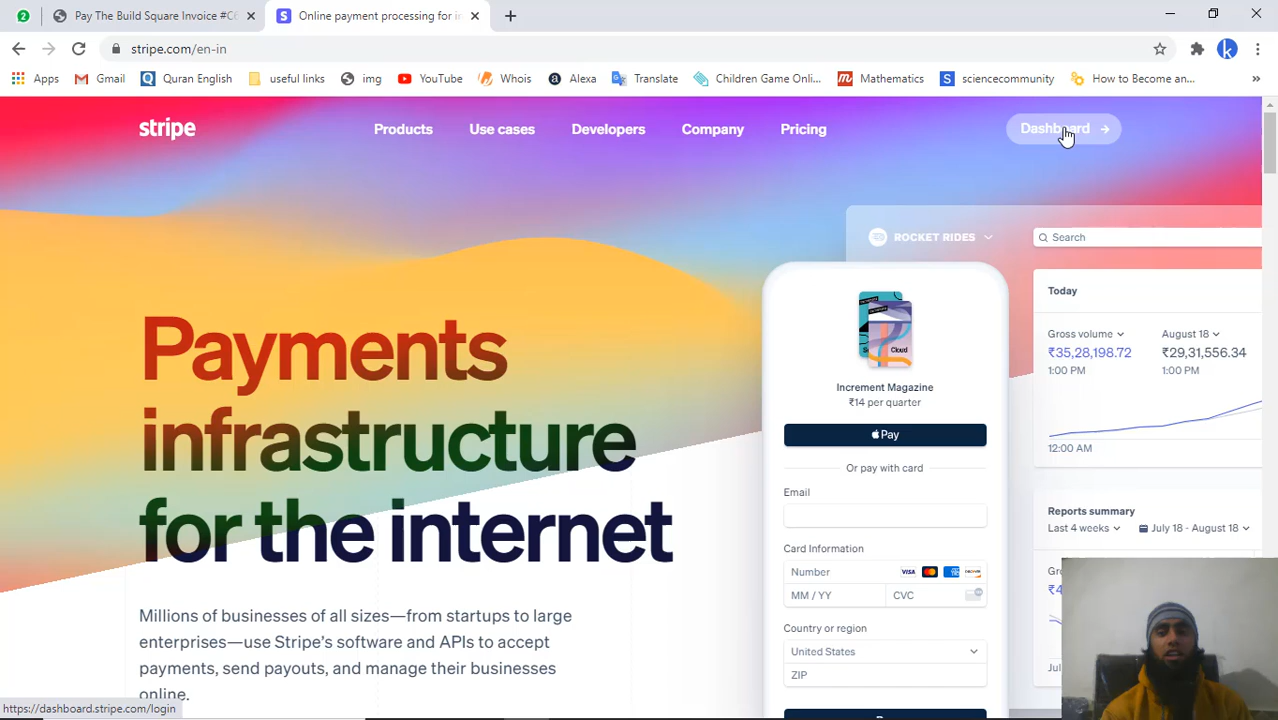 2
Pay The Build Square Invoice #C6
Online payment processing for i
stripe.com/en-in
Apps
Gmail
Quran English
useful links
img
YouTube
Whois
Alexa
Translate
Children Game Onli...
Mathematics
sciencecommunity
How to Become an...
stripe
Products
Use cases
Developers
Company
Pricing
Dashboard
ROCKET RIDES
Search
Payments
infrastructure
for the internet
Millions of businesses of all sizes—from startups to large
enterprises—use Stripe's software and APIs to accept
payments, send payouts, and manage their businesses
online.
Cloud
Increment Magazine
₹14 per quarter
Pay
Or pay with card
Email
Card Information
Number
VISA
MM / YY
CVC
Country or region
United States
ZIP
Today
Gross volume
August 18
₹35,28,198.72
₹29,31,556.34
1:00 PM
1:00 PM
12:00 AM
Reports summary
Last 4 weeks
July 18 - August 18
https://dashboard.stripe.com/login